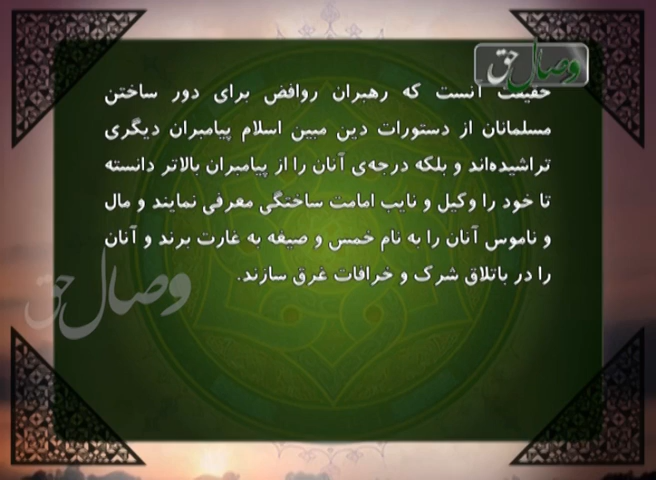 وصال حق
حقیقت آنست که رهبران روافض برای دور ساختن
مسلمانان از دستورات دین مبین اسلام پیامبران دیگری
تراشیده‌اند و بلکه درجه‌ی آنان را از پیامبران بالاتر دانسته
تا خود را وکیل و نایب امامت ساختگی معرفی نمایند و مال
و ناموس آنان را به نام خمس و صیغه به غارت برند و آنان
را در باتلاق شرک و خرافات غرق سازند.
وصال حق